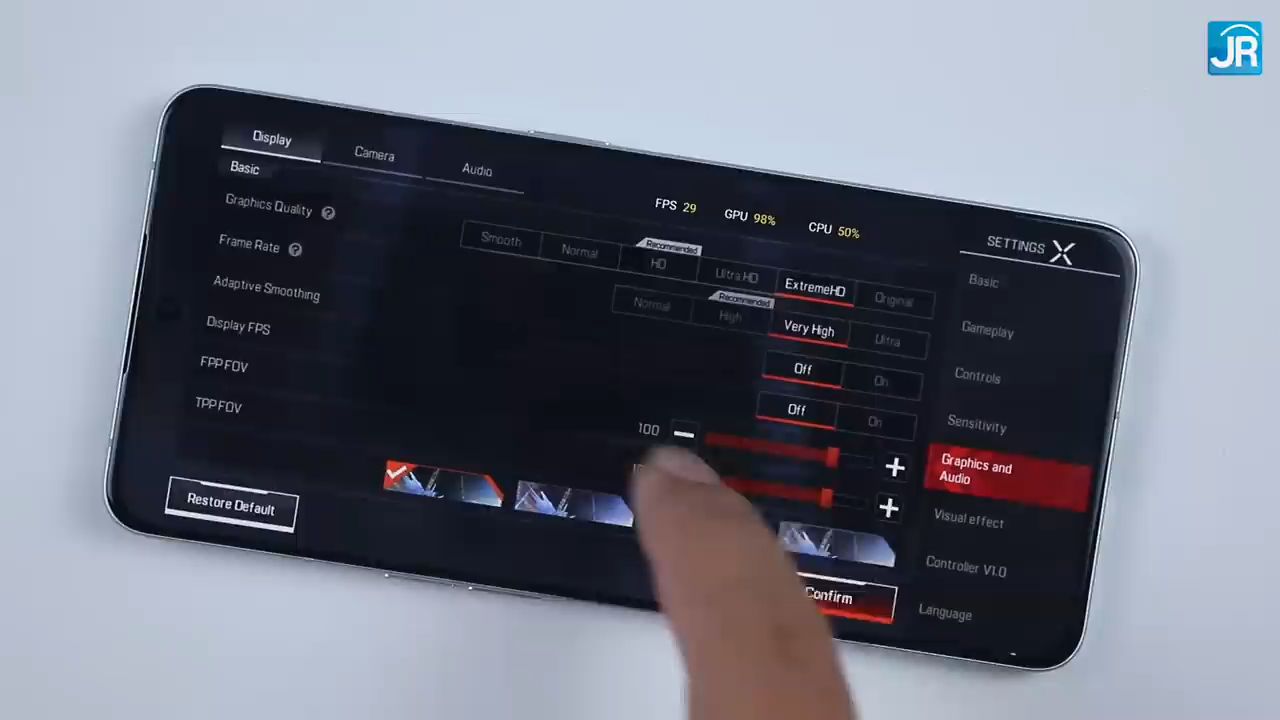 JR
Display
Camera
Audio
Basic
FPS 29 GPU 98% CPU 50%
SETTINGS
Graphics Quality ?
Smooth Normal Recommended HD Ultra HD ExtremeHD Original
Basic
Frame Rate ?
Normal Recommended High Very High Ultra
Gameplay
Adaptive Smoothing
Off On
Controls
Display FPS
Off On
Sensitivity
FPP FOV
100
Graphics and
Audio
TPP FOV
Visual effect
Restore Default
Confirm
Controller V1.0
Language